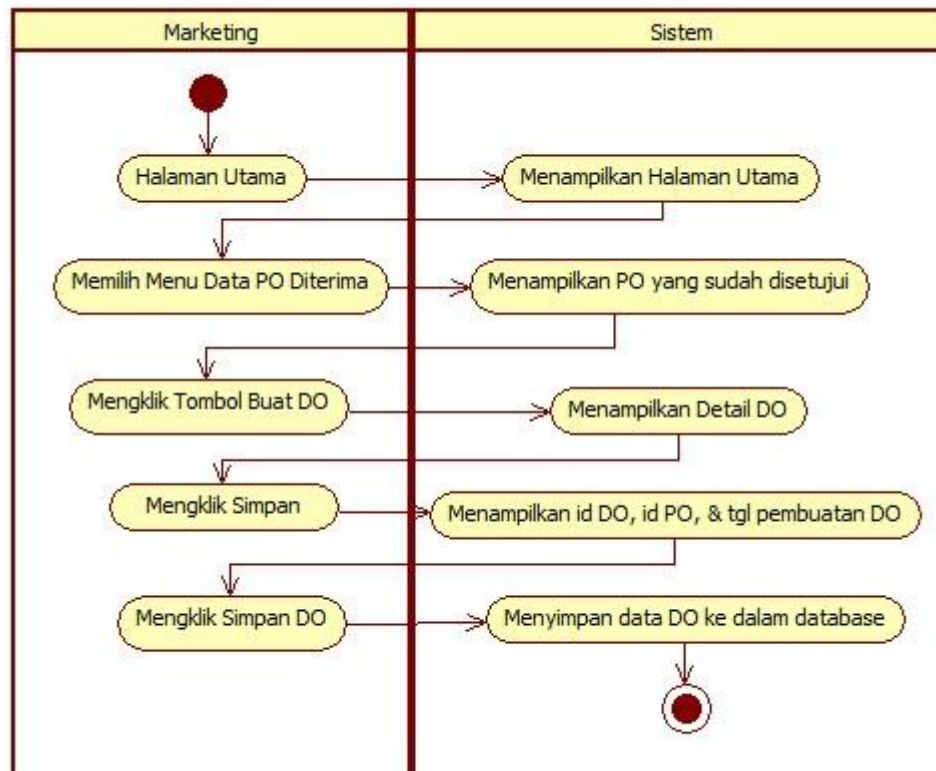 Marketing
Sistem
Halaman Utama
Menampilkan Halaman Utama
Memilih Menu Data PO Diterima
Menampilkan PO yang sudah disetujui
Mengklik Tombol Buat DO
Menampilkan Detail DO
Mengklik Simpan
Menampilkan id DO, id PO, & tgl pembuatan DO
Mengklik Simpan DO
Menyimpan data DO ke dalam database